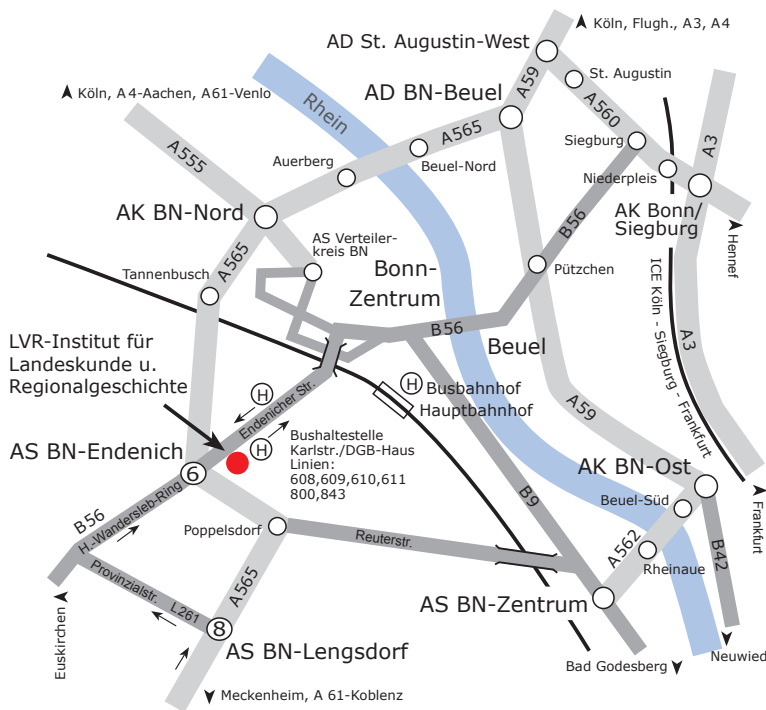 Köln, Flugh., A3, A4
AD St. Augustin-West
St. Augustin
A59
A560
Köln, A4-Aachen, A61-Venlo
Rhein
AD BN-Beuel
A565
A3
Siegburg
A555
Auerberg
Beuel-Nord
Niederpleis
AK BN-Nord
AK Bonn/
Siegburg
B56
Hennef
AS Verteiler-
kreis BN
A565
Tannenbusch
Bonn-
Zentrum
Pützchen
ICE Köln - Siegburg - Frankfurt
B56
Beuel
A3
LVR-Institut für
Landeskunde u.
Regionalgeschichte
H
Endenicher Str.
H
Busbahnhof
Hauptbahnhof
A59
H
Bushaltestelle
Karlstr./DGB-Haus
Linien:
608,609,610,611
800,843
AS BN-Endenich
6
AK BN-Ost
Beuel-Süd
B9
Frankfurt
B56
H.-Wandersleb-Ring
Poppelsdorf
Reuterstr.
A562
Rheinaue
B42
Provinzialstr.
L261
A565
AS BN-Zentrum
8
AS BN-Lengsdorf
Euskirchen
Bad Godesberg
Neuwied
Meckenheim, A 61-Koblenz